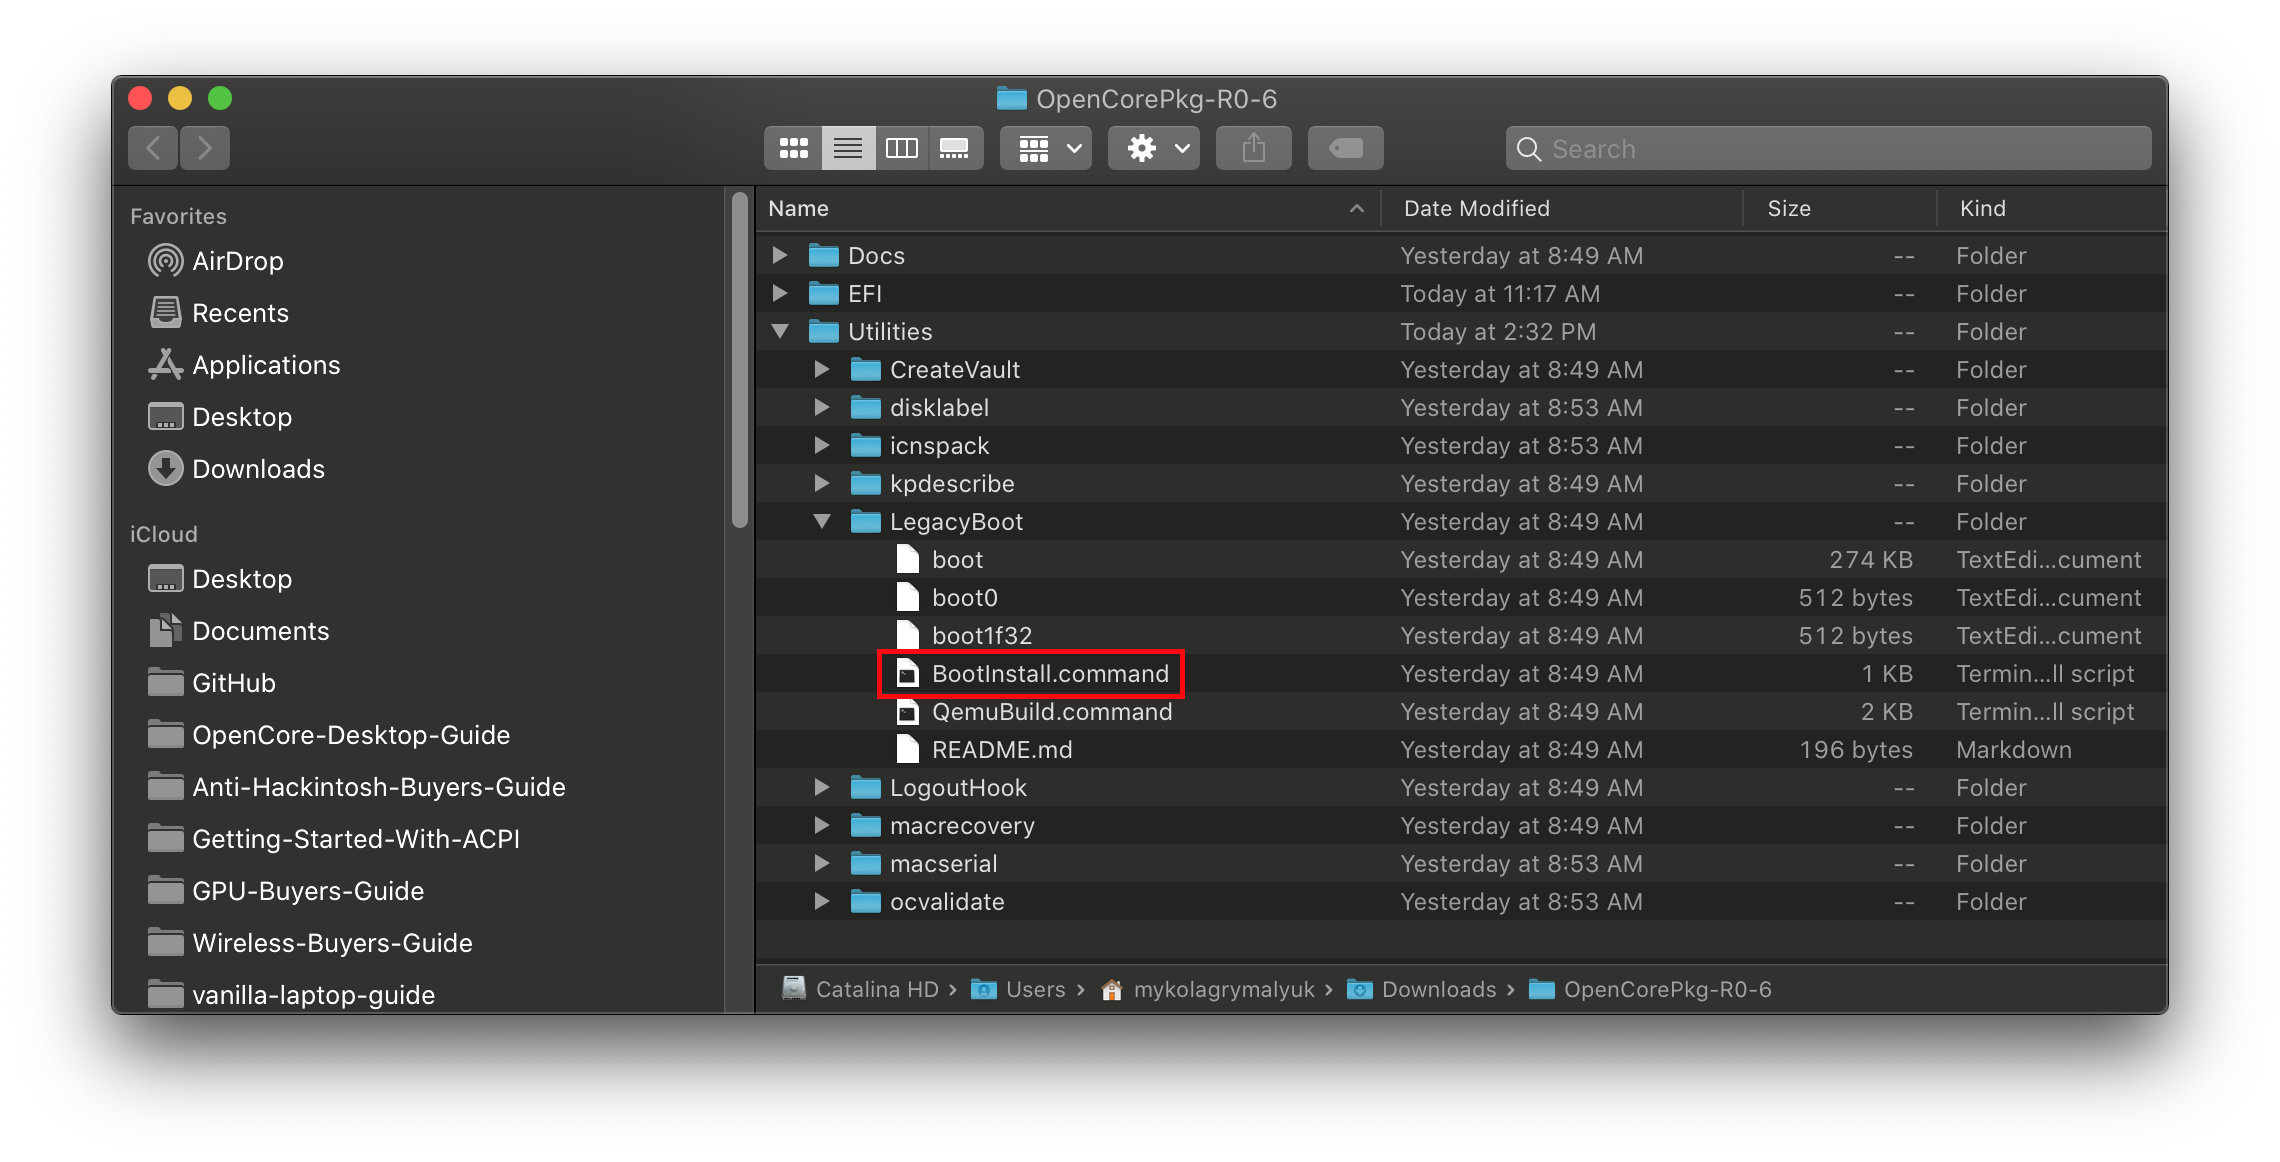 OpenCorePkg-R0-6
Search
Favorites
AirDrop
Recents
Applications
Desktop
Downloads
iCloud
Desktop
Documents
GitHub
OpenCore-Desktop-Guide
Anti-Hackintosh-Buyers-Guide
Getting-Started-With-ACPI
GPU-Buyers-Guide
Wireless-Buyers-Guide
vanilla-laptop-guide
Name Date Modified Size Kind
Docs Yesterday at 8:49 AM -- Folder
EFI Today at 11:17 AM -- Folder
Utilities Today at 2:32 PM -- Folder
CreateVault Yesterday at 8:49 AM -- Folder
disklabel Yesterday at 8:53 AM -- Folder
icnspack Yesterday at 8:53 AM -- Folder
kpdescribe Yesterday at 8:49 AM -- Folder
LegacyBoot Yesterday at 8:49 AM -- Folder
boot Yesterday at 8:49 AM 274 KB TextEdi...cument
boot0 Yesterday at 8:49 AM 512 bytes TextEdi...cument
boot1f32 Yesterday at 8:49 AM 512 bytes TextEdi...cument
BootInstall.command Yesterday at 8:49 AM 1 KB Termin...ll script
QemuBuild.command Yesterday at 8:49 AM 2 KB Termin...ll script
README.md Yesterday at 8:49 AM 196 bytes Markdown
LogoutHook Yesterday at 8:49 AM -- Folder
macrecovery Yesterday at 8:49 AM -- Folder
macserial Yesterday at 8:53 AM -- Folder
ocvalidate Yesterday at 8:53 AM -- Folder
Catalina HD › Users › mykolagrymalyuk › Downloads › OpenCorePkg-R0-6